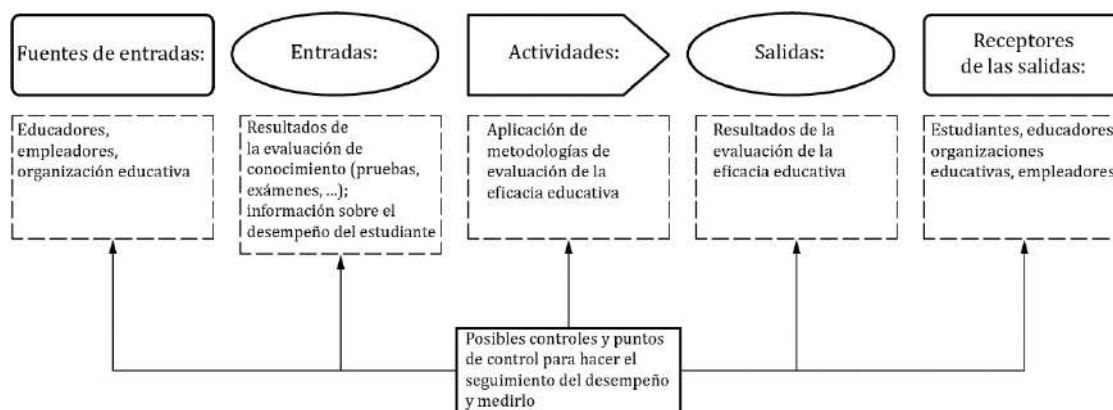 Fuentes de entradas:
Entradas:
Actividades:
Salidas:
Receptores
de las salidas:
Educadores,
empleadores,
organización educativa
Resultados de
la evaluación de
conocimiento (pruebas,
exámenes, ...);
información sobre el
desempeño del estudiante
Aplicación de
metodologías de
evaluación de la
eficacia educativa
Resultados de la
evaluación de la
eficacia educativa
Estudiantes, educadores
organizaciones
educativas, empleadores
Posibles controles y puntos
de control para hacer el
seguimiento del desempeño
y medirlo